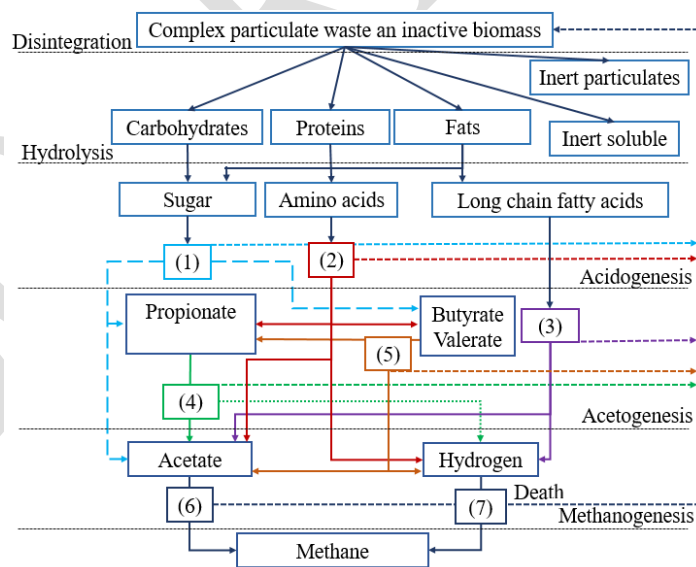 Complex particulate waste an inactive biomass
Disintegration
Inert particulates
Carbohydrates
Proteins
Fats
Inert soluble
Hydrolysis
Sugar
Amino acids
Long chain fatty acids
(1)
(2)
Acidogenesis
Propionate
Butyrate
Valerate
(3)
(5)
(4)
Acetogenesis
Acetate
Hydrogen
Death
(6)
(7)
Methanogenesis
Methane